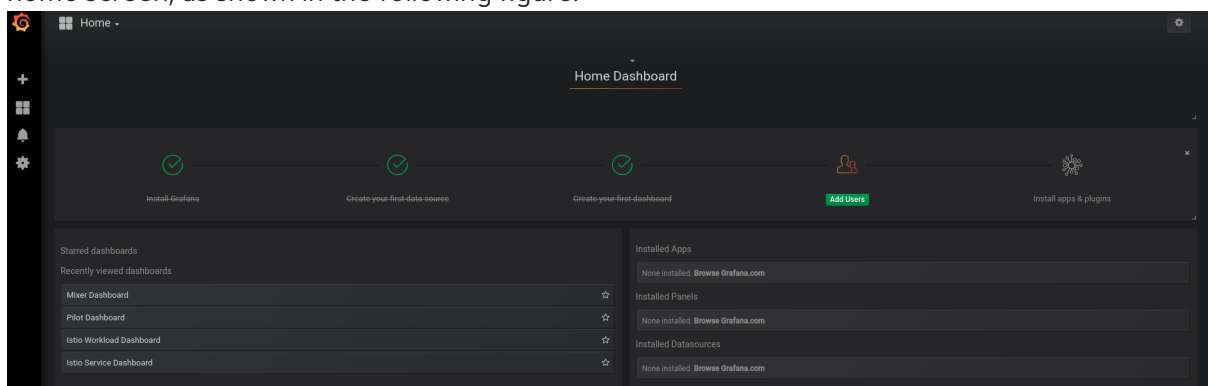 home screen, as shown in the following figure.
Home
Home Dashboard
Install Grafana
Create your first data source
Create your first dashboard
Add Users
Install apps & plugins
Starred dashboards
Recently viewed dashboards
Mixer Dashboard
Pilot Dashboard
Istio Workload Dashboard
Istio Service Dashboard
Installed Apps
None installed. Browse Grafana.com
Installed Panels
None installed. Browse Grafana.com
Installed Datasources
None installed. Browse Grafana.com